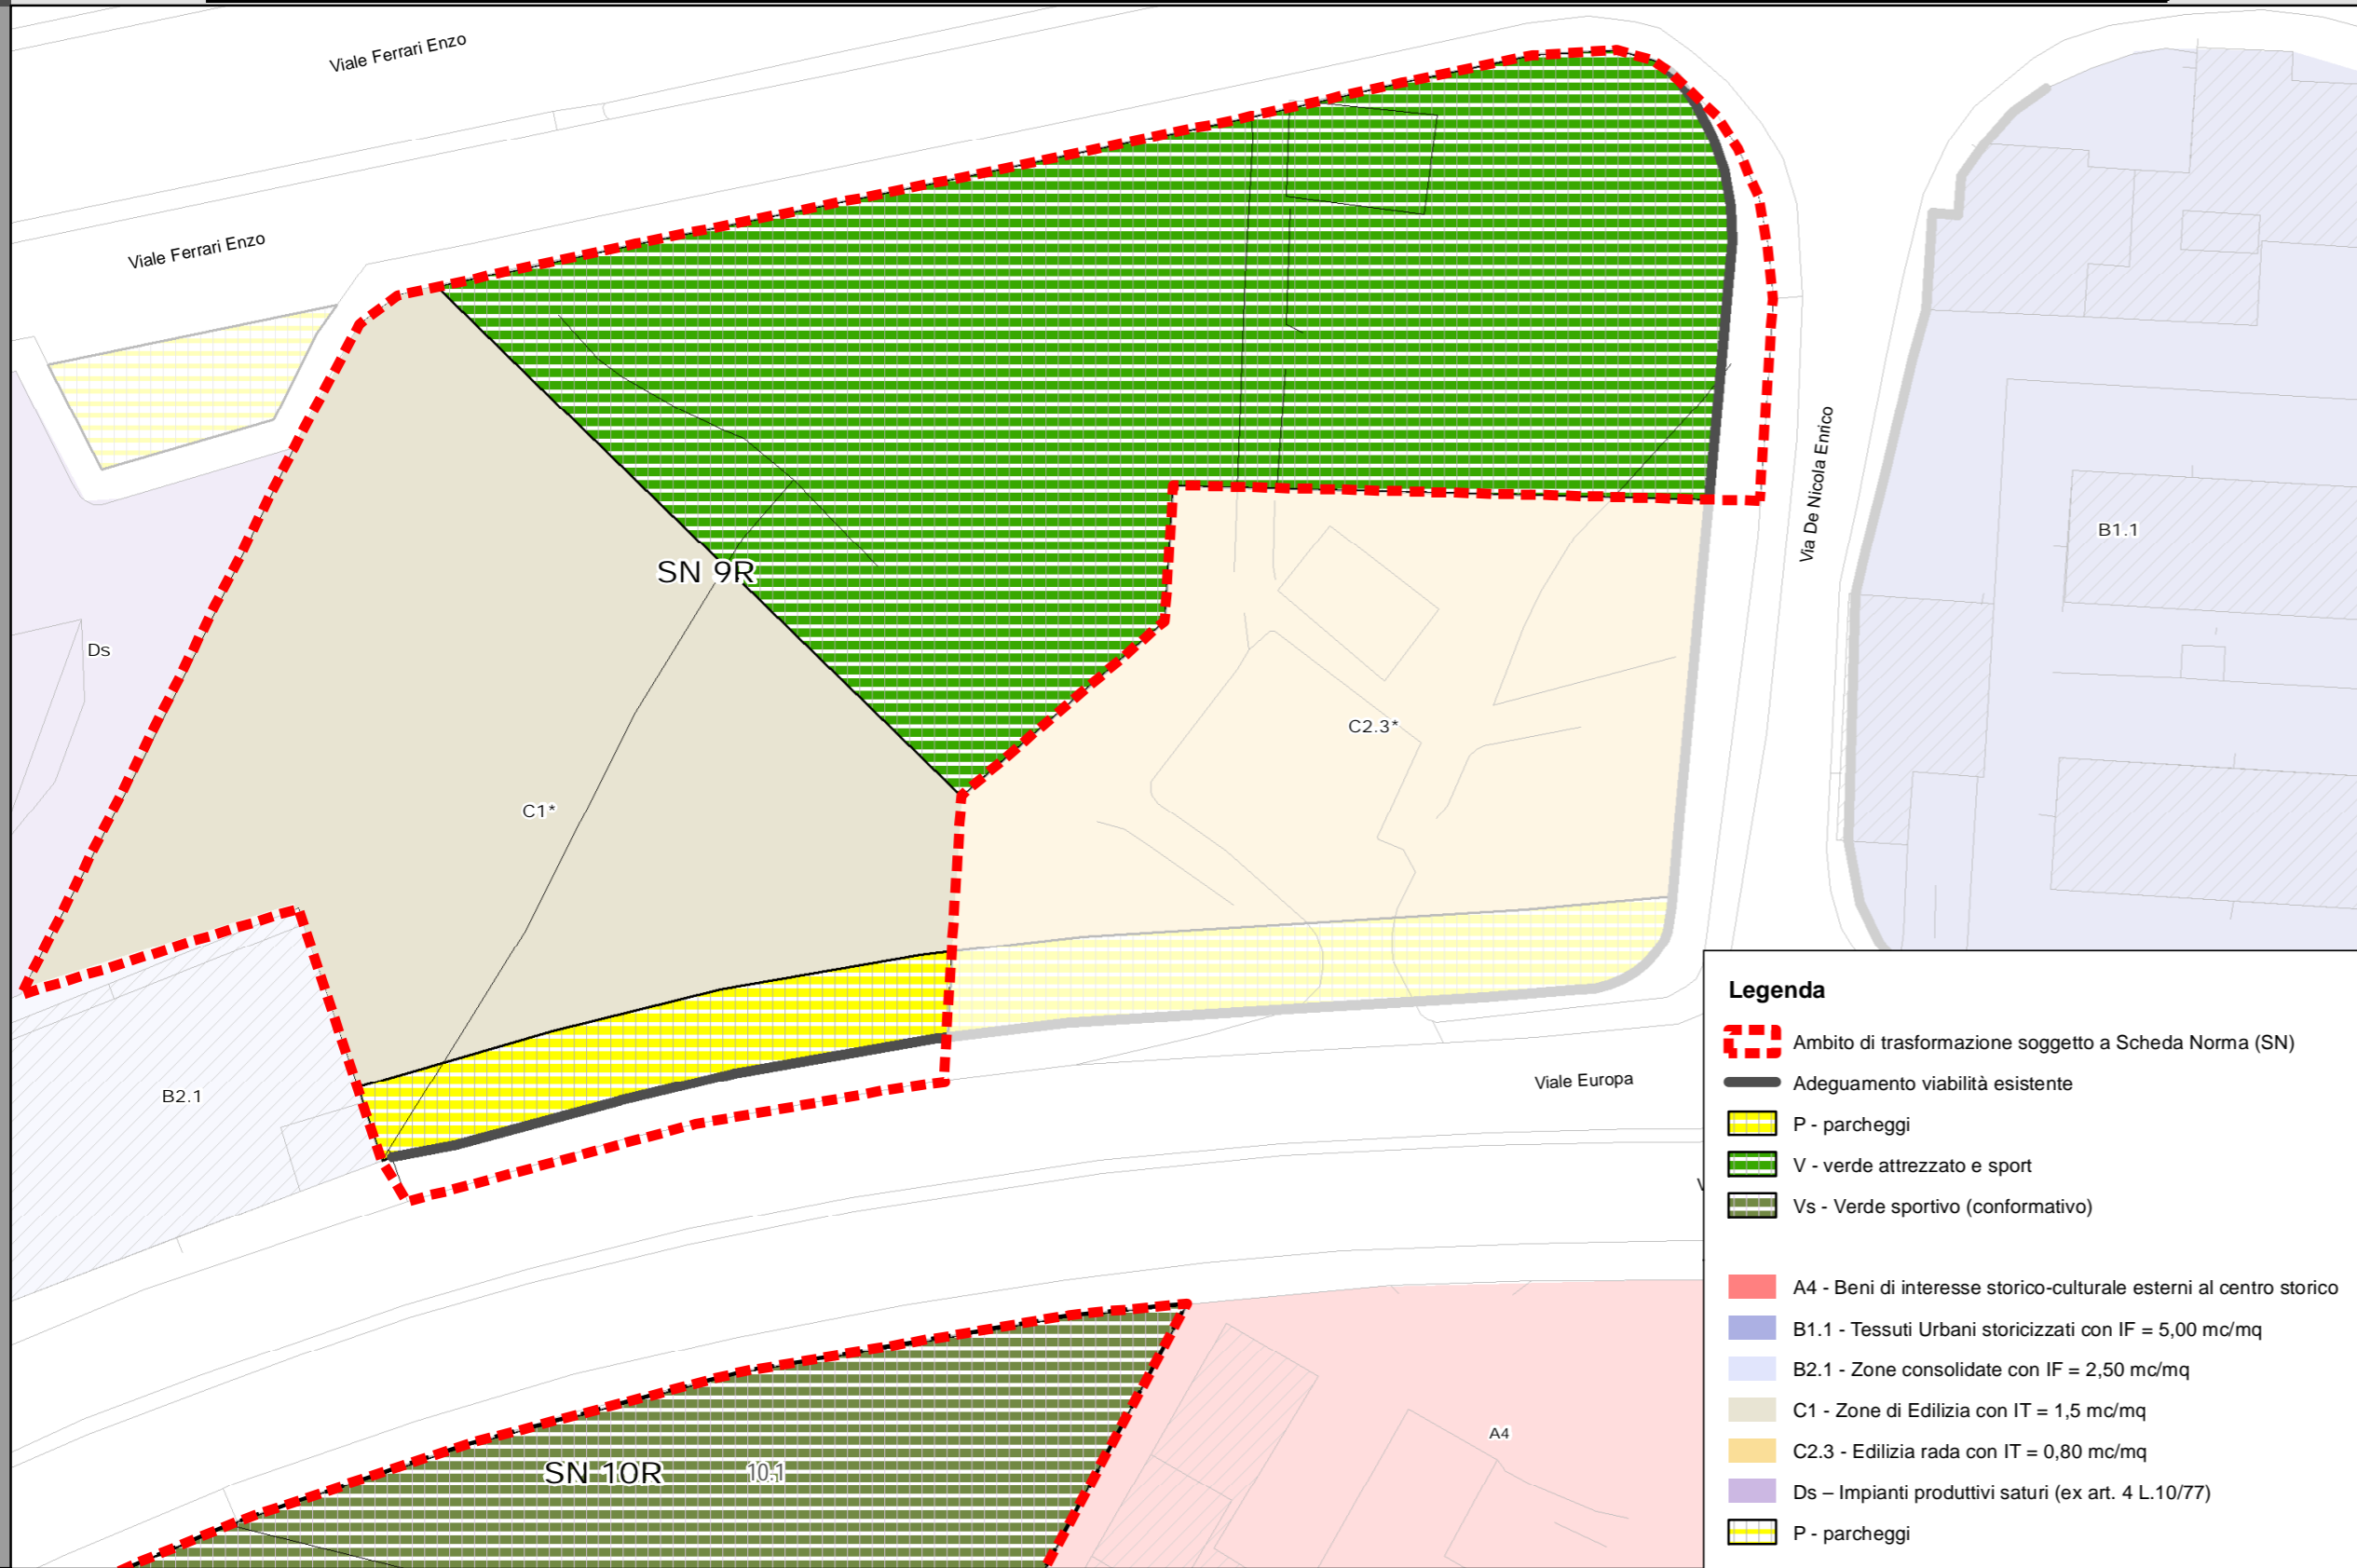 Viale Ferrari Enzo
Viale Ferrari Enzo
Via De Nicola Enrico
B1.1
SN 9R
Ds
C2.3*
C1*
B2.1
Viale Europa
V
SN 10R
10.1
A4
Legenda
Ambito di trasformazione soggetto a Scheda Norma (SN)
Adeguamento viabilità esistente
P - parcheggi
V - verde attrezzato e sport
Vs - Verde sportivo (conformativo)
A4 - Beni di interesse storico-culturale esterni al centro storico
B1.1 - Tessuti Urbani storicizzati con IF = 5,00 mc/mq
B2.1 - Zone consolidate con IF = 2,50 mc/mq
C1 - Zone di Edilizia con IT = 1,5 mc/mq
C2.3 - Edilizia rada con IT = 0,80 mc/mq
Ds – Impianti produttivi saturi (ex art. 4 L.10/77)
P - parcheggi